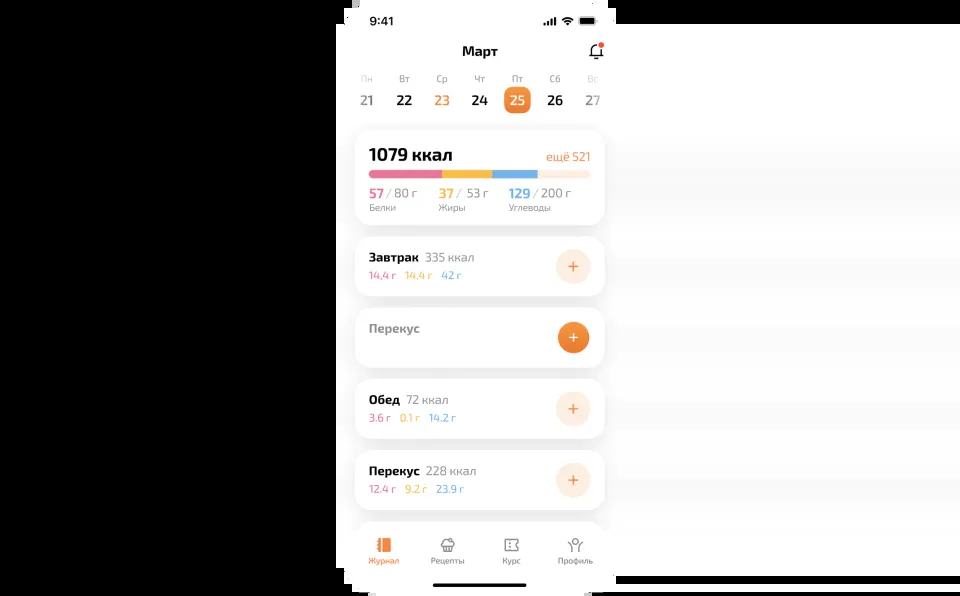 9:41
Март
Пн Вт Ср Чт Пт Сб Вс
21 22 23 24 25 26 27
1079 ккал ещё 521
57 / 80 г 37 / 53 г 129 / 200 г
Белки Жиры Углеводы
Завтрак 335 ккал
14,4 г 14,4 г 42 г
+
Перекус
+
Обед 72 ккал
3.6 г 0.1 г 14.2 г
+
Перекус 228 ккал
12.4 г 9.2 г 23.9 г
+
Журнал Рецепты Курс Профиль